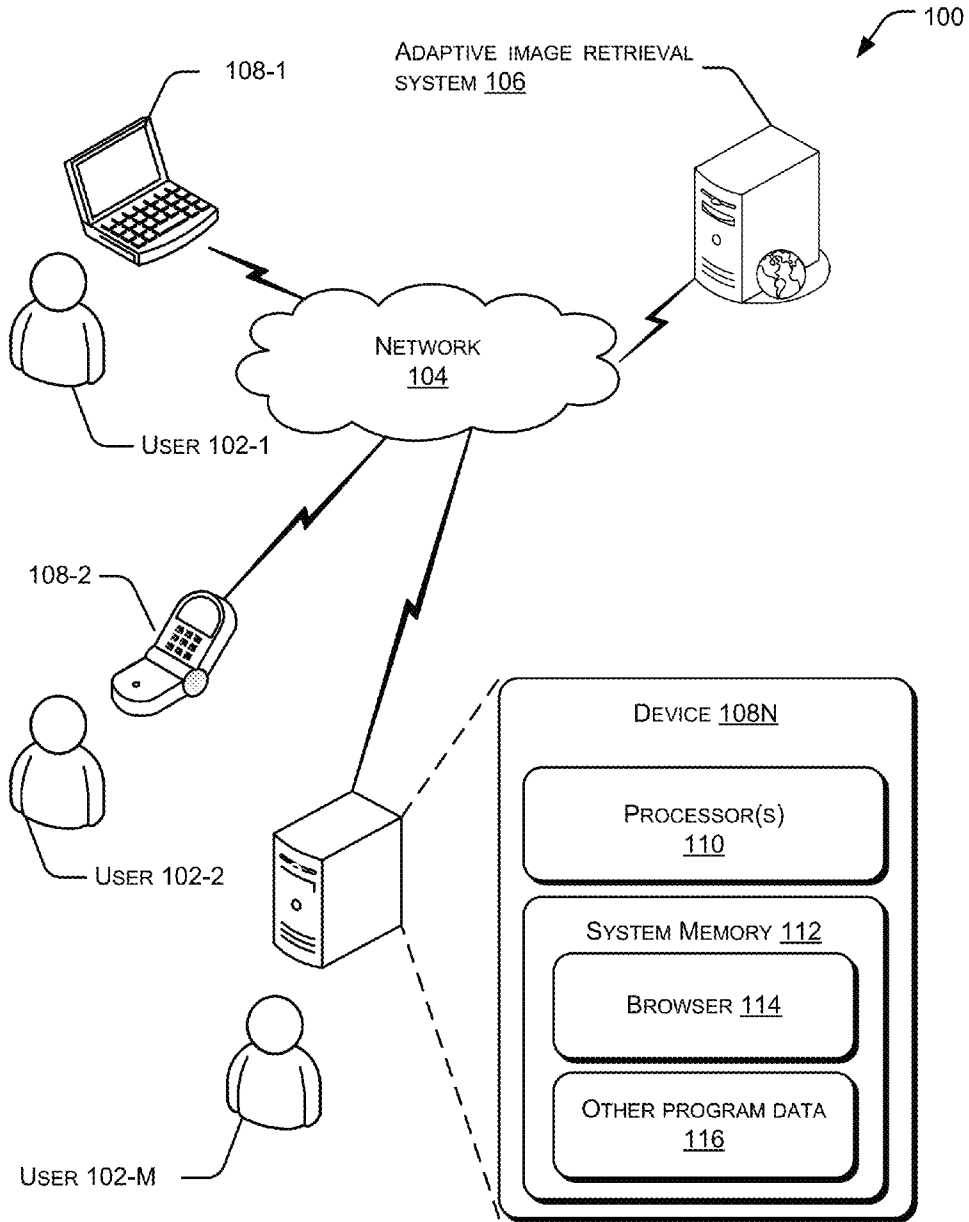 100
ADAPTIVE IMAGE RETRIEVAL
SYSTEM 106
108-1
NETWORK
104
USER 102-1
108-2
USER 102-2
DEVICE 108N
PROCESSOR(S)
110
SYSTEM MEMORY 112
BROWSER 114
OTHER PROGRAM DATA
116
USER 102-M